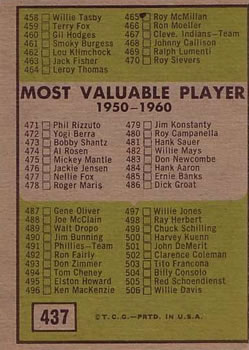 458 Willie Tasby
459 Terry Fox
460 Gil Hodges
461 Smoky Burgess
462 Lou Klimchock
463 Jack Fisher
464 Leroy Thomas
465 Roy McMillan
466 Ron Moeller
467 Cleve. Indians-Team
468 Johnny Callison
469 Ralph Lumenti
470 Roy Sievers
MOST VALUABLE PLAYER
1950-1960
471 Phil Rizzuto
472 Yogi Berra
473 Bobby Shantz
474 Al Rosen
475 Mickey Mantle
476 Jackie Jensen
477 Nellie Fox
478 Roger Maris
479 Jim Konstanty
480 Roy Campanella
481 Hank Sauer
482 Willie Mays
483 Don Newcombe
484 Hank Aaron
485 Ernie Banks
486 Dick Groat
487 Gene Oliver
488 Joe McClain
489 Walt Dropo
490 Jim Bunning
491 Phillies-Team
492 Ron Fairly
493 Don Zimmer
494 Tom Cheney
495 Elston Howard
496 Ken MacKenzie
497 Willie Jones
498 Ray Herbert
499 Chuck Schilling
500 Harvey Kuenn
501 John DeMerit
502 Clarence Coleman
503 Tito Francona
504 Billy Consolo
505 Red Schoendienst
506 Willie Davis
437
© T.C.G.-PRTD. IN U.S.A.